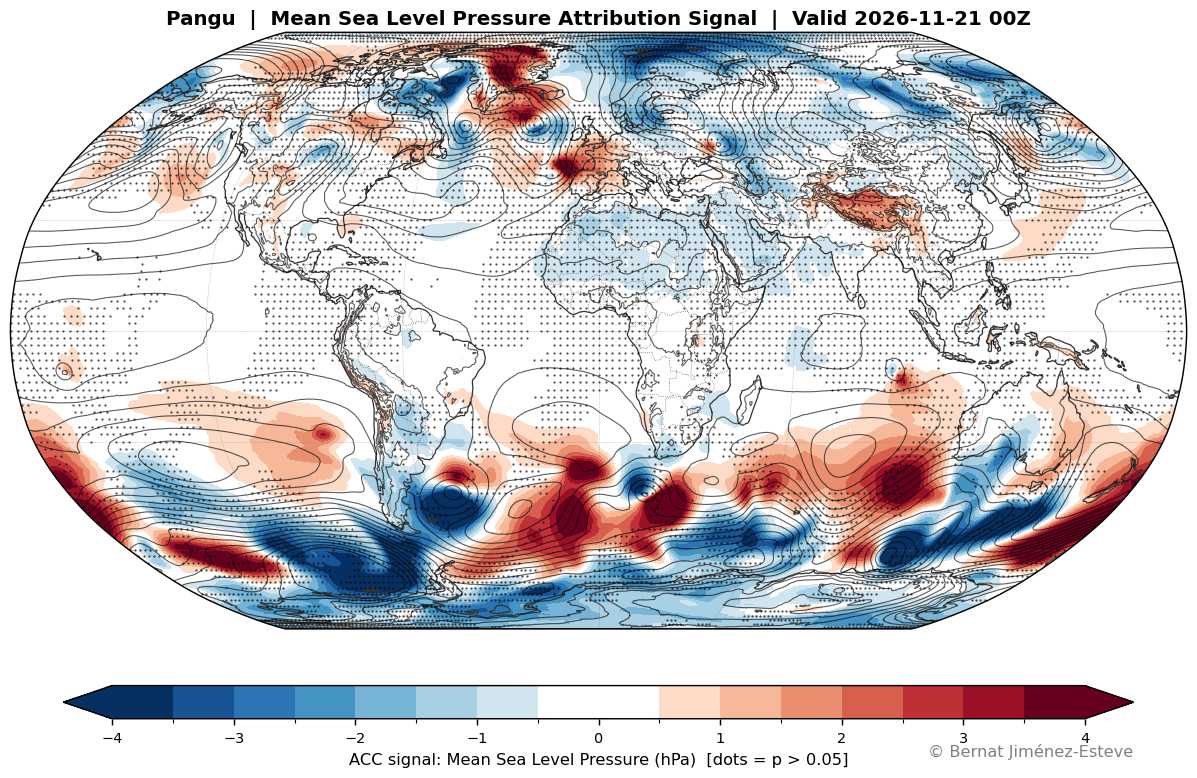 Pangu | Mean Sea Level Pressure Attribution Signal | Valid 2026-11-21 00Z
−4 −3 −2 −1 0 1 2 3 4
ACC signal: Mean Sea Level Pressure (hPa) [dots = p > 0.05]
© Bernat Jiménez-Esteve